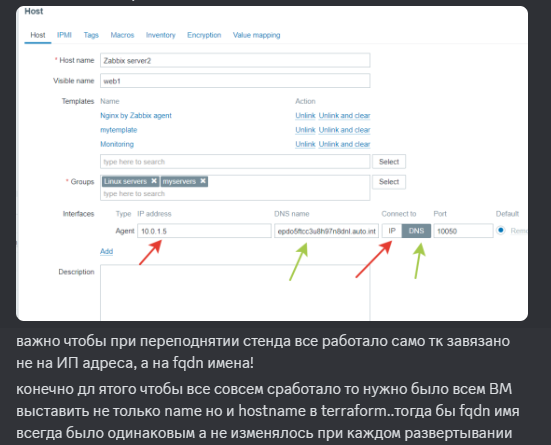 Host
Host IPMI Tags Macros Inventory Encryption Value mapping
* Host name Zabbix server2
Visible name web1
Templates Name Action
Nginx by Zabbix agent Unlink Unlink and clear
mytemplate Unlink Unlink and clear
Monitoring Unlink Unlink and clear
type here to search Select
* Groups Linux servers myservers Select
type here to search
Interfaces Type IP address DNS name Connect to Port Default
Agent 10.0.1.5 IP DNS 10050
Add
Description
важно чтобы при переподнятии стенда все работало само тк завязано
не на ИП адреса, а на fqdn имена!
конечно дл ятого чтобы все совсем сработало то нужно было всем ВМ
выставить не только name но и hostname в terraform..тогда бы fqdn имя
всегда было одинаковым а не изменялось при каждом развертывании